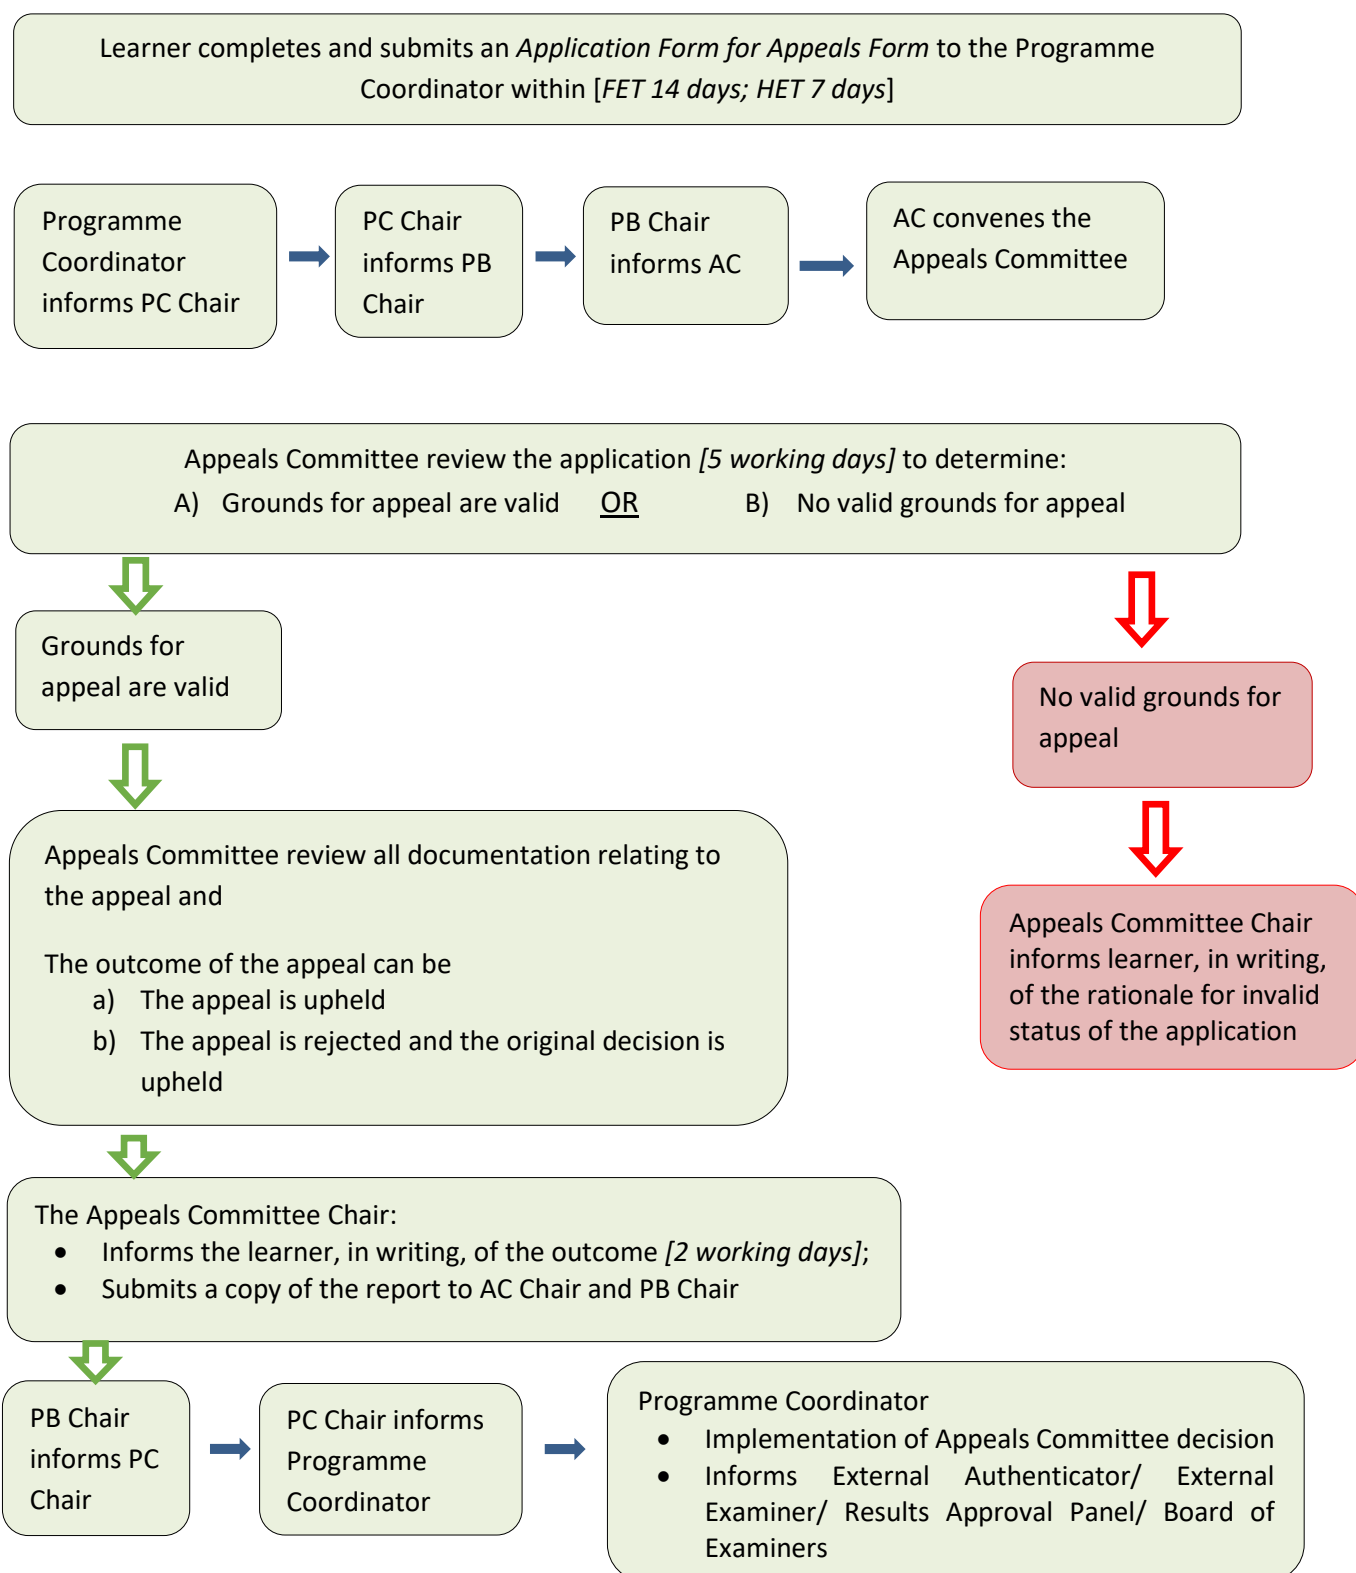 Learner completes and submits an Application Form for Appeals Form to the Programme
Coordinator within [FET 14 days; HET 7 days]
Programme
Coordinator
informs PC Chair
PC Chair
informs PB
Chair
PB Chair
informs AC
AC convenes the
Appeals Committee
Appeals Committee review the application [5 working days] to determine:
A) Grounds for appeal are valid OR B) No valid grounds for appeal
Grounds for
appeal are valid
No valid grounds for
appeal
Appeals Committee review all documentation relating to
the appeal and
The outcome of the appeal can be
a) The appeal is upheld
b) The appeal is rejected and the original decision is
upheld
Appeals Committee Chair
informs learner, in writing,
of the rationale for invalid
status of the application
The Appeals Committee Chair:
• Informs the learner, in writing, of the outcome [2 working days];
• Submits a copy of the report to AC Chair and PB Chair
PB Chair
informs PC
Chair
PC Chair informs
Programme
Coordinator
Programme Coordinator
• Implementation of Appeals Committee decision
• Informs External Authenticator/ External
Examiner/ Results Approval Panel/ Board of
Examiners